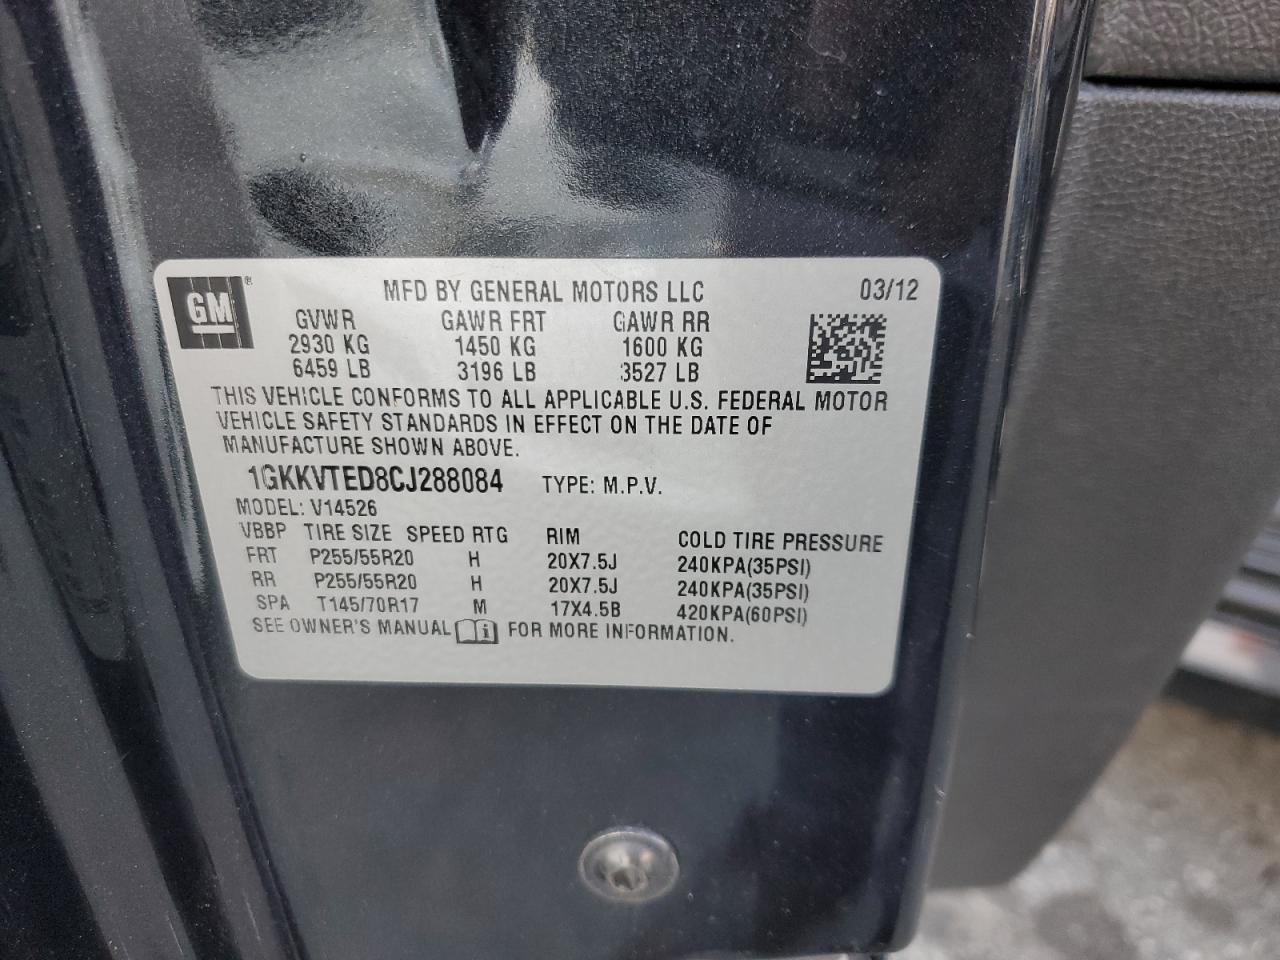 GM® MFD BY GENERAL MOTORS LLC 03/12
GVWR GAWR FRT GAWR RR
2930 KG 1450 KG 1600 KG
6459 LB 3196 LB 3527 LB
THIS VEHICLE CONFORMS TO ALL APPLICABLE U.S. FEDERAL MOTOR
VEHICLE SAFETY STANDARDS IN EFFECT ON THE DATE OF
MANUFACTURE SHOWN ABOVE.
1GKKVTED8CJ288084 TYPE: M.P.V.
MODEL: V14526
VBBP TIRE SIZE SPEED RTG RIM COLD TIRE PRESSURE
FRT P255/55R20 H 20X7.5J 240KPA(35PSI)
RR P255/55R20 H 20X7.5J 240KPA(35PSI)
SPA T145/70R17 M 17X4.5B 420KPA(60PSI)
SEE OWNER'S MANUAL FOR MORE INFORMATION.